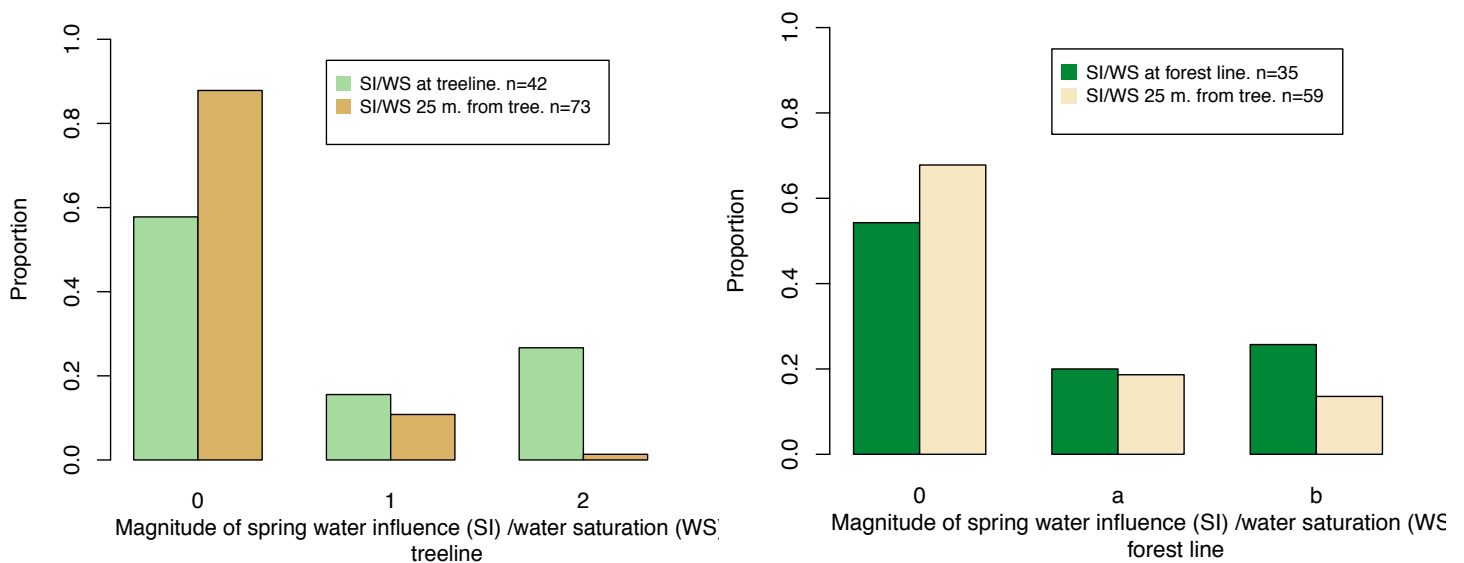 1.0
0.8
0.6
0.4
0.2
0.0
Proportion
SI/WS at treeline. n=42
SI/WS 25 m. from tree. n=73
0 1 2
Magnitude of spring water influence (SI) /water saturation (WS)
treeline
1.0
0.8
0.6
0.4
0.2
0.0
Proportion
SI/WS at forest line. n=35
SI/WS 25 m. from tree. n=59
0 a b
Magnitude of spring water influence (SI) /water saturation (WS
forest line